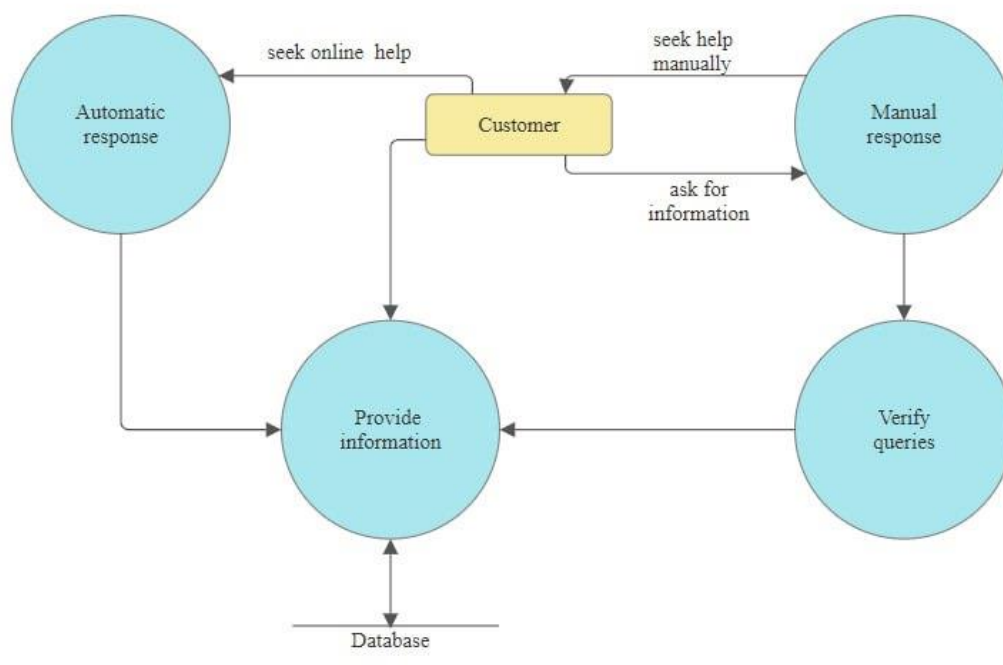 seek online  help
seek help
manually
Automatic
response
Customer
Manual
response
ask for
information
Provide
information
Verify
queries
Database